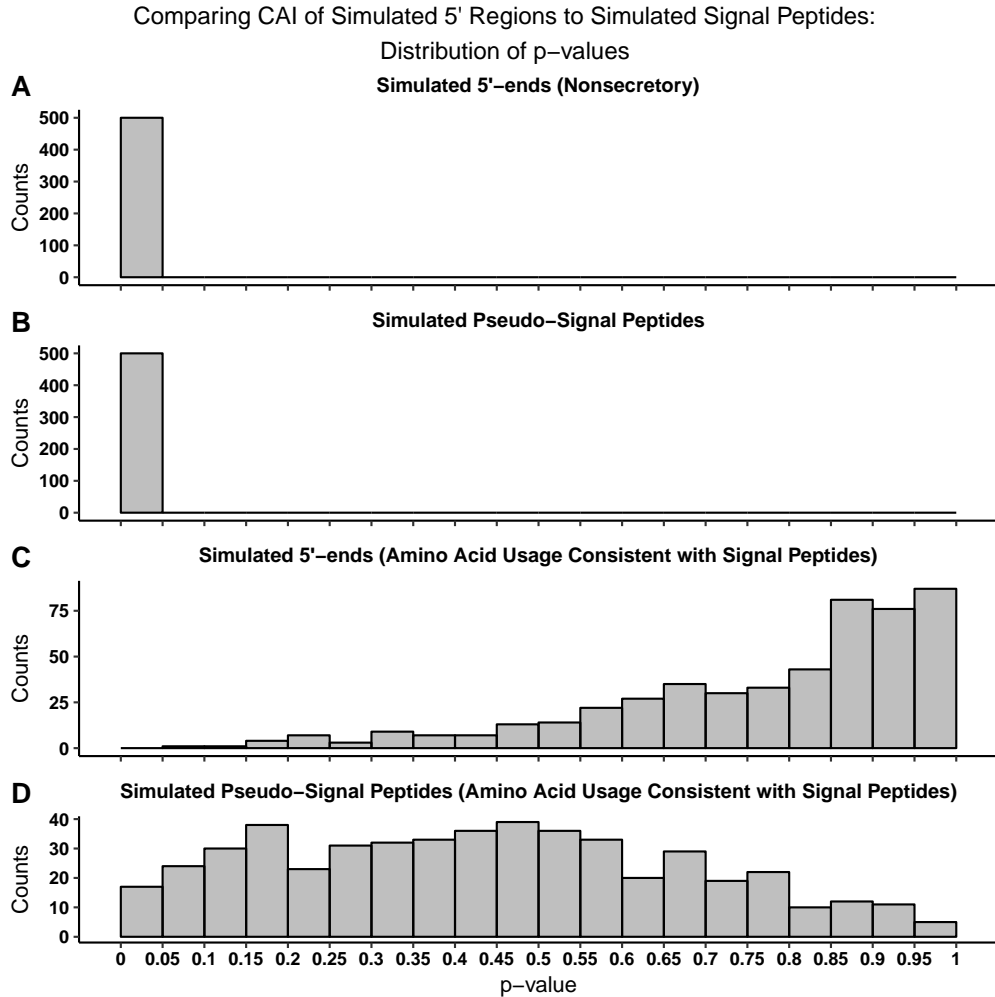 Comparing CAI of Simulated 5' Regions to Simulated Signal Peptides:
Distribution of p−values
A
Simulated 5'−ends (Nonsecretory)
500
400
300
200
100
0
Counts
B
Simulated Pseudo−Signal Peptides
500
400
300
200
100
0
Counts
C
Simulated 5'−ends (Amino Acid Usage Consistent with Signal Peptides)
75
50
25
0
Counts
D
Simulated Pseudo−Signal Peptides (Amino Acid Usage Consistent with Signal Peptides)
40
30
20
10
0
Counts
0 0.05 0.1 0.15 0.2 0.25 0.3 0.35 0.4 0.45 0.5 0.55 0.6 0.65 0.7 0.75 0.8 0.85 0.9 0.95 1
p−value